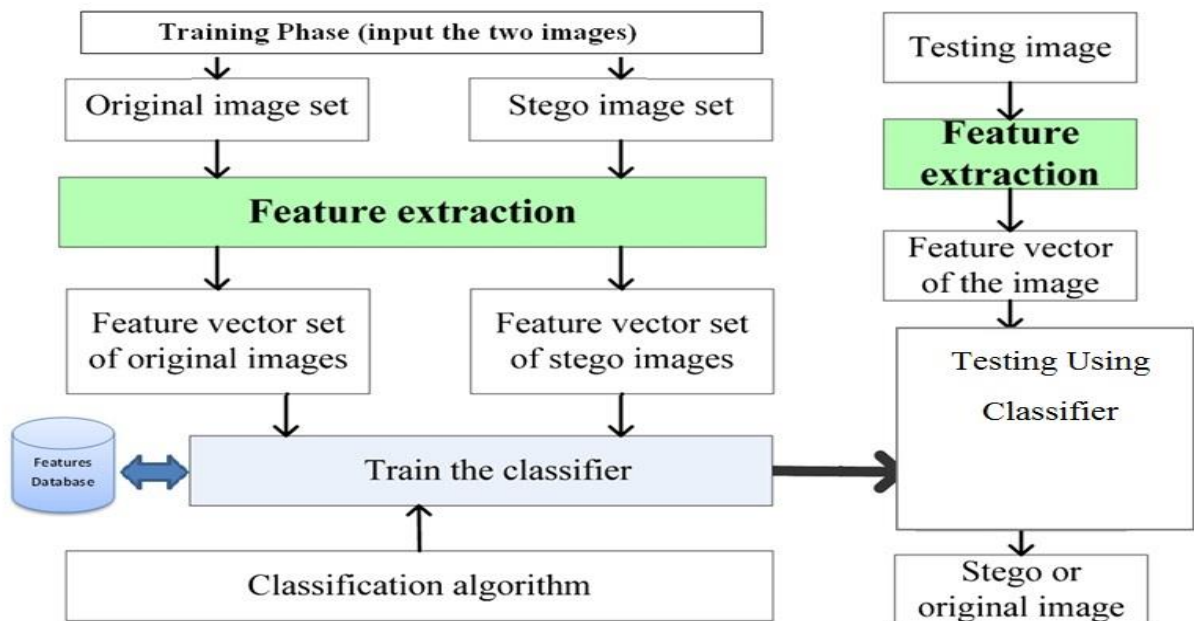 Training Phase (input the two images)
Original image set
Stego image set
Feature extraction
Feature vector set
of original images
Feature vector set
of stego images
Features
Database
Train the classifier
Classification algorithm
Testing image
Feature
extraction
Feature vector
of the image
Testing Using
Classifier
Stego or
original image